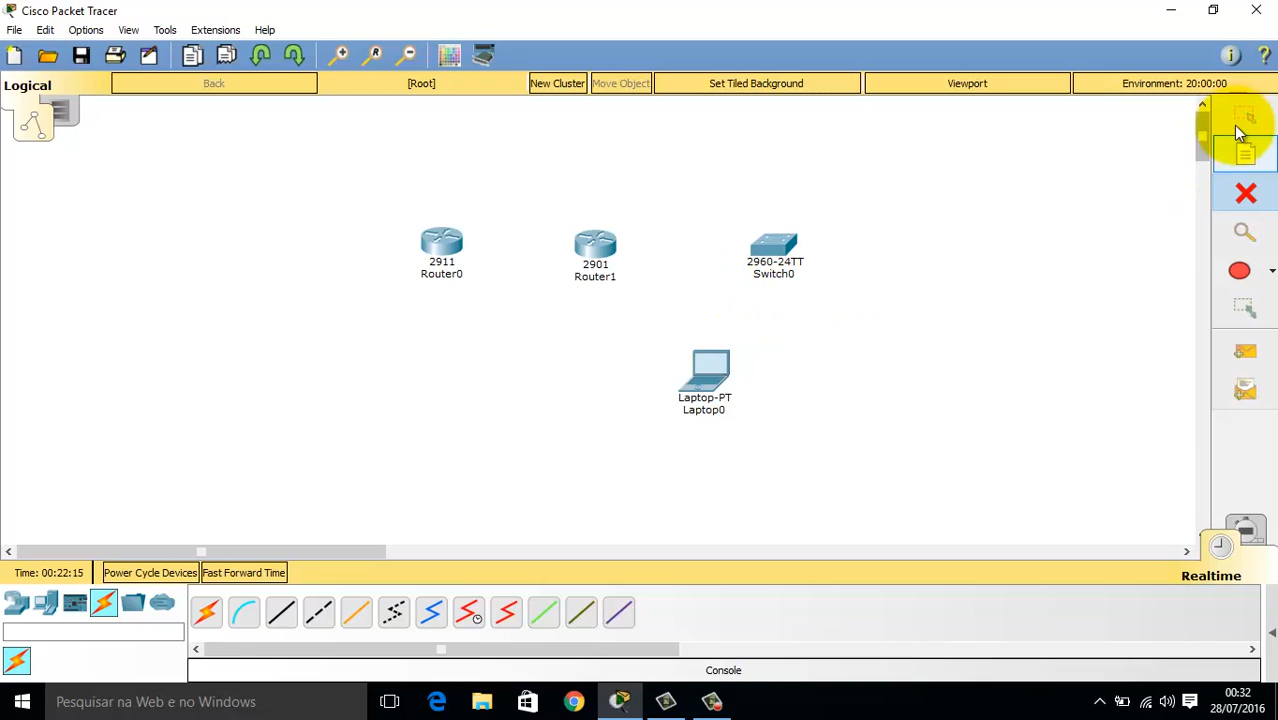 Cisco Packet Tracer
File Edit Options View Tools Extensions Help
Logical Back [Root] New Cluster Move Object Set Tiled Background Viewport Environment: 20:00:00
2911
Router0
2901
Router1
2960-24TT
Switch0
Laptop-PT
Laptop0
Time: 00:22:15 Power Cycle Devices Fast Forward Time Realtime
Console
Pesquisar na Web e no Windows
00:32
28/07/2016